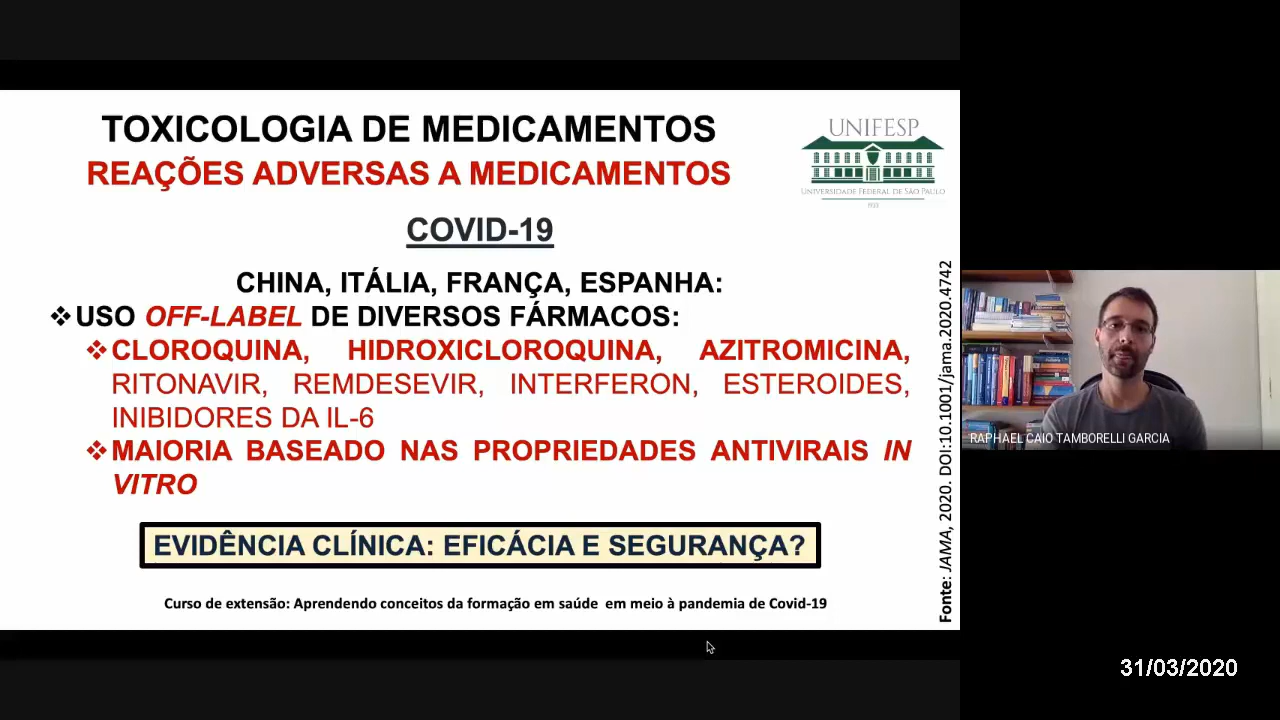 TOXICOLOGIA DE MEDICAMENTOS
REAÇÕES ADVERSAS A MEDICAMENTOS
UNIFESP
UNIVERSIDADE FEDERAL DE SÃO PAULO
COVID-19
CHINA, ITÁLIA, FRANÇA, ESPANHA:
❖USO OFF-LABEL DE DIVERSOS FÁRMACOS:
❖CLOROQUINA, HIDROXICLOROQUINA, AZITROMICINA,
RITONAVIR, REMDESEVIR, INTERFERON, ESTEROIDES,
INIBIDORES DA IL-6
❖MAIORIA BASEADO NAS PROPRIEDADES ANTIVIRAIS IN
VITRO
EVIDÊNCIA CLÍNICA: EFICÁCIA E SEGURANÇA?
Curso de extensão: Aprendendo conceitos da formação em saúde em meio à pandemia de Covid-19
Fonte: JAMA, 2020. DOI:10.1001/jama.2020.4742
RAPHAEL CAIO TAMBORELLI GARCIA
31/03/2020